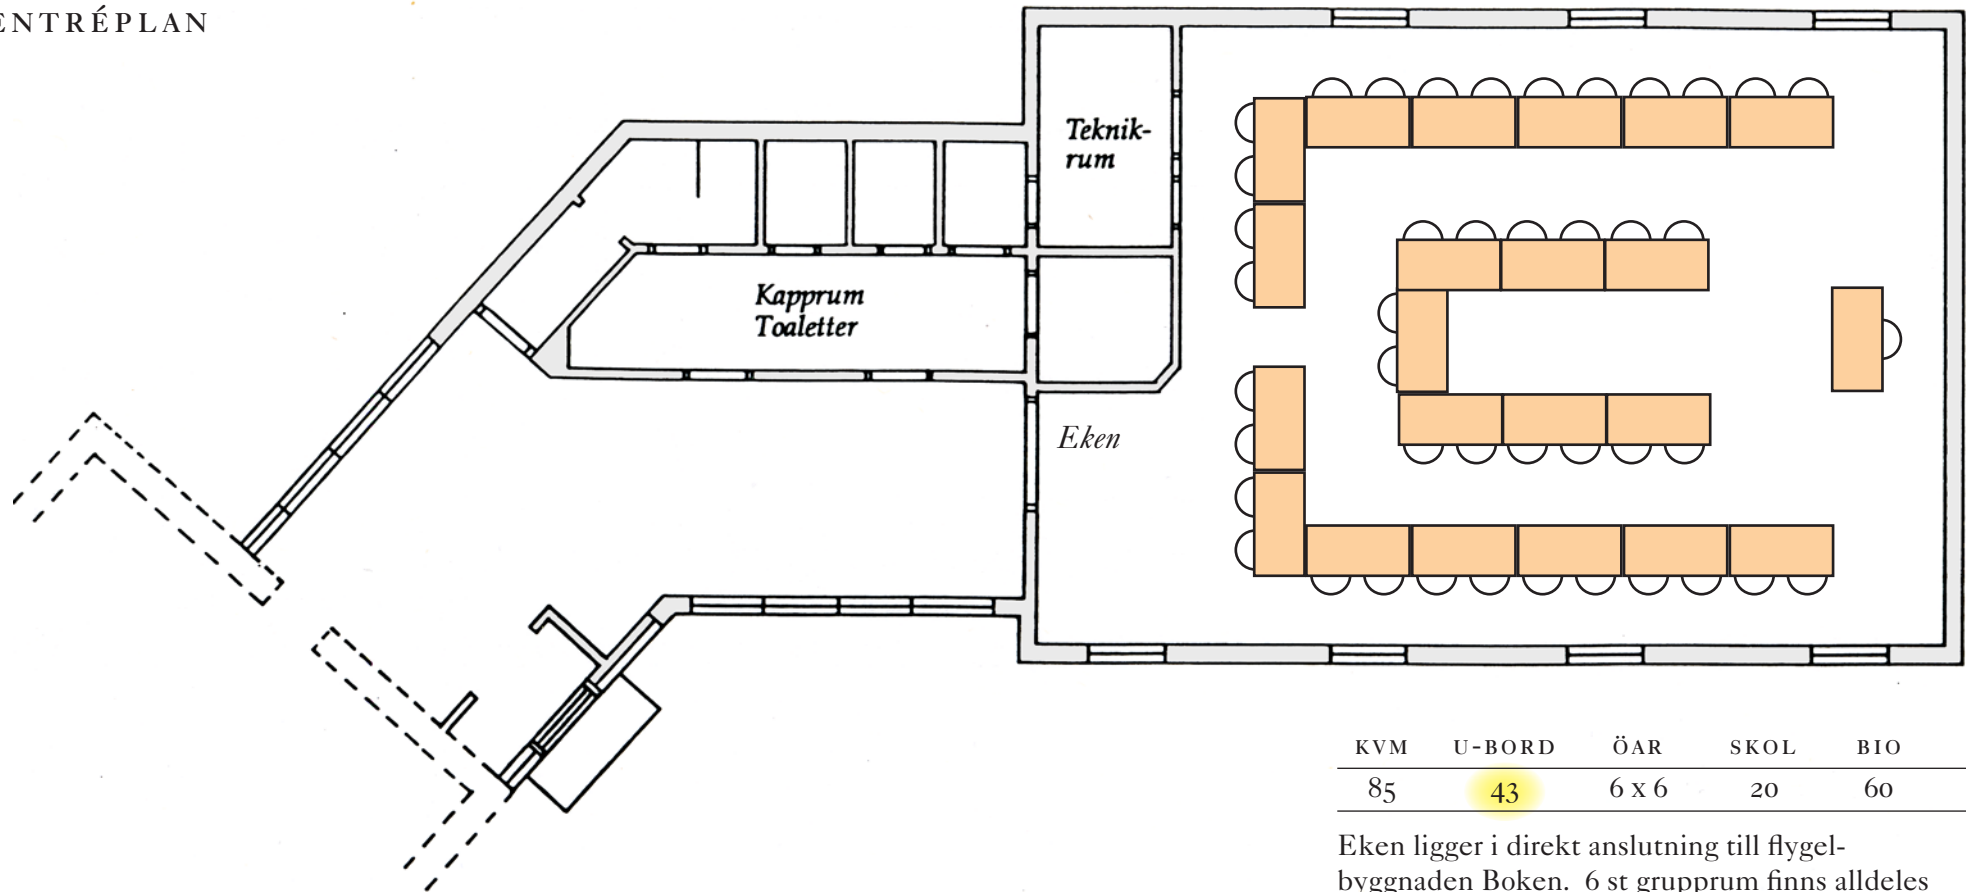 ENTRÉPLAN
Teknik-
rum
Kapprum
Toaletter
Eken
KVM U-BORD ÖAR SKOL BIO
85 43 6 x 6 20 60
Eken ligger i direkt anslutning till flygel-
byggnaden Boken. 6 st grupprum finns alldeles